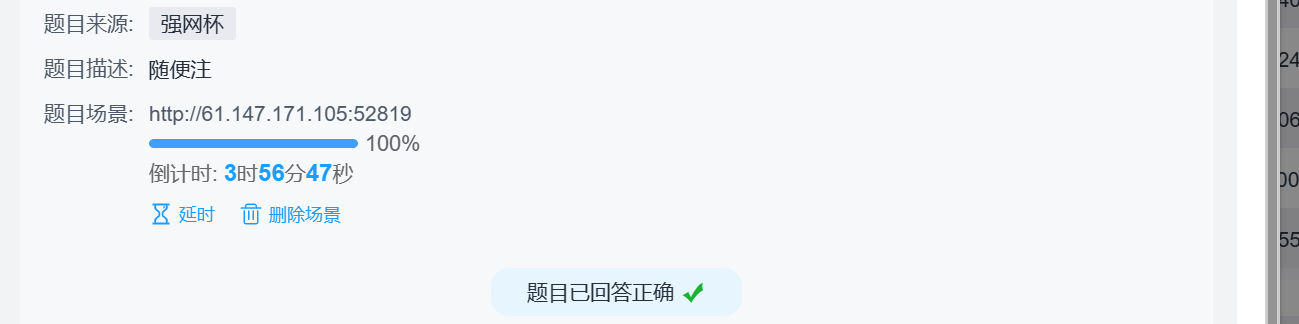 题目来源: 强网杯
题目描述: 随便注
题目场景: http://61.147.171.105:52819
100%
倒计时: 3时56分47秒
延时 删除场景
题目已回答正确
24
06
00
55